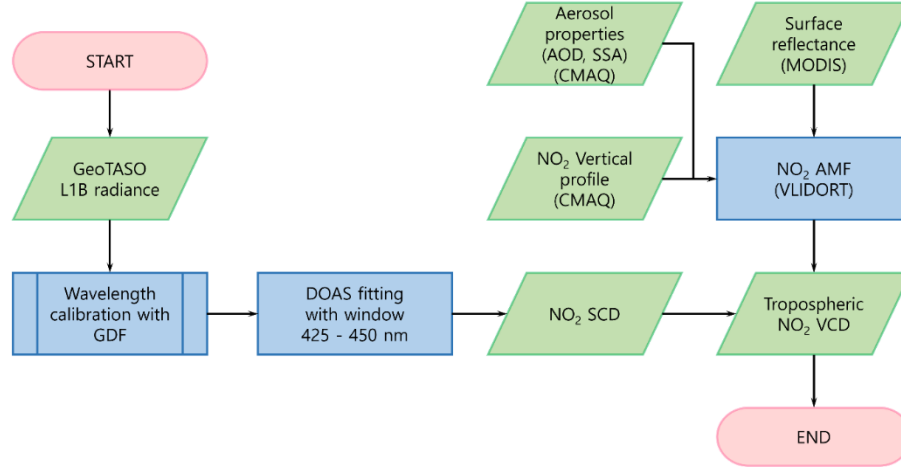 START
GeoTASO
L1B radiance
Wavelength
calibration with
GDF
DOAS fitting
with window
425 - 450 nm
NO₂ SCD
Aerosol
properties
(AOD, SSA)
(CMAQ)
NO₂ Vertical
profile
(CMAQ)
Surface
reflectance
(MODIS)
NO₂ AMF
(VLIDORT)
Tropospheric
NO₂ VCD
END